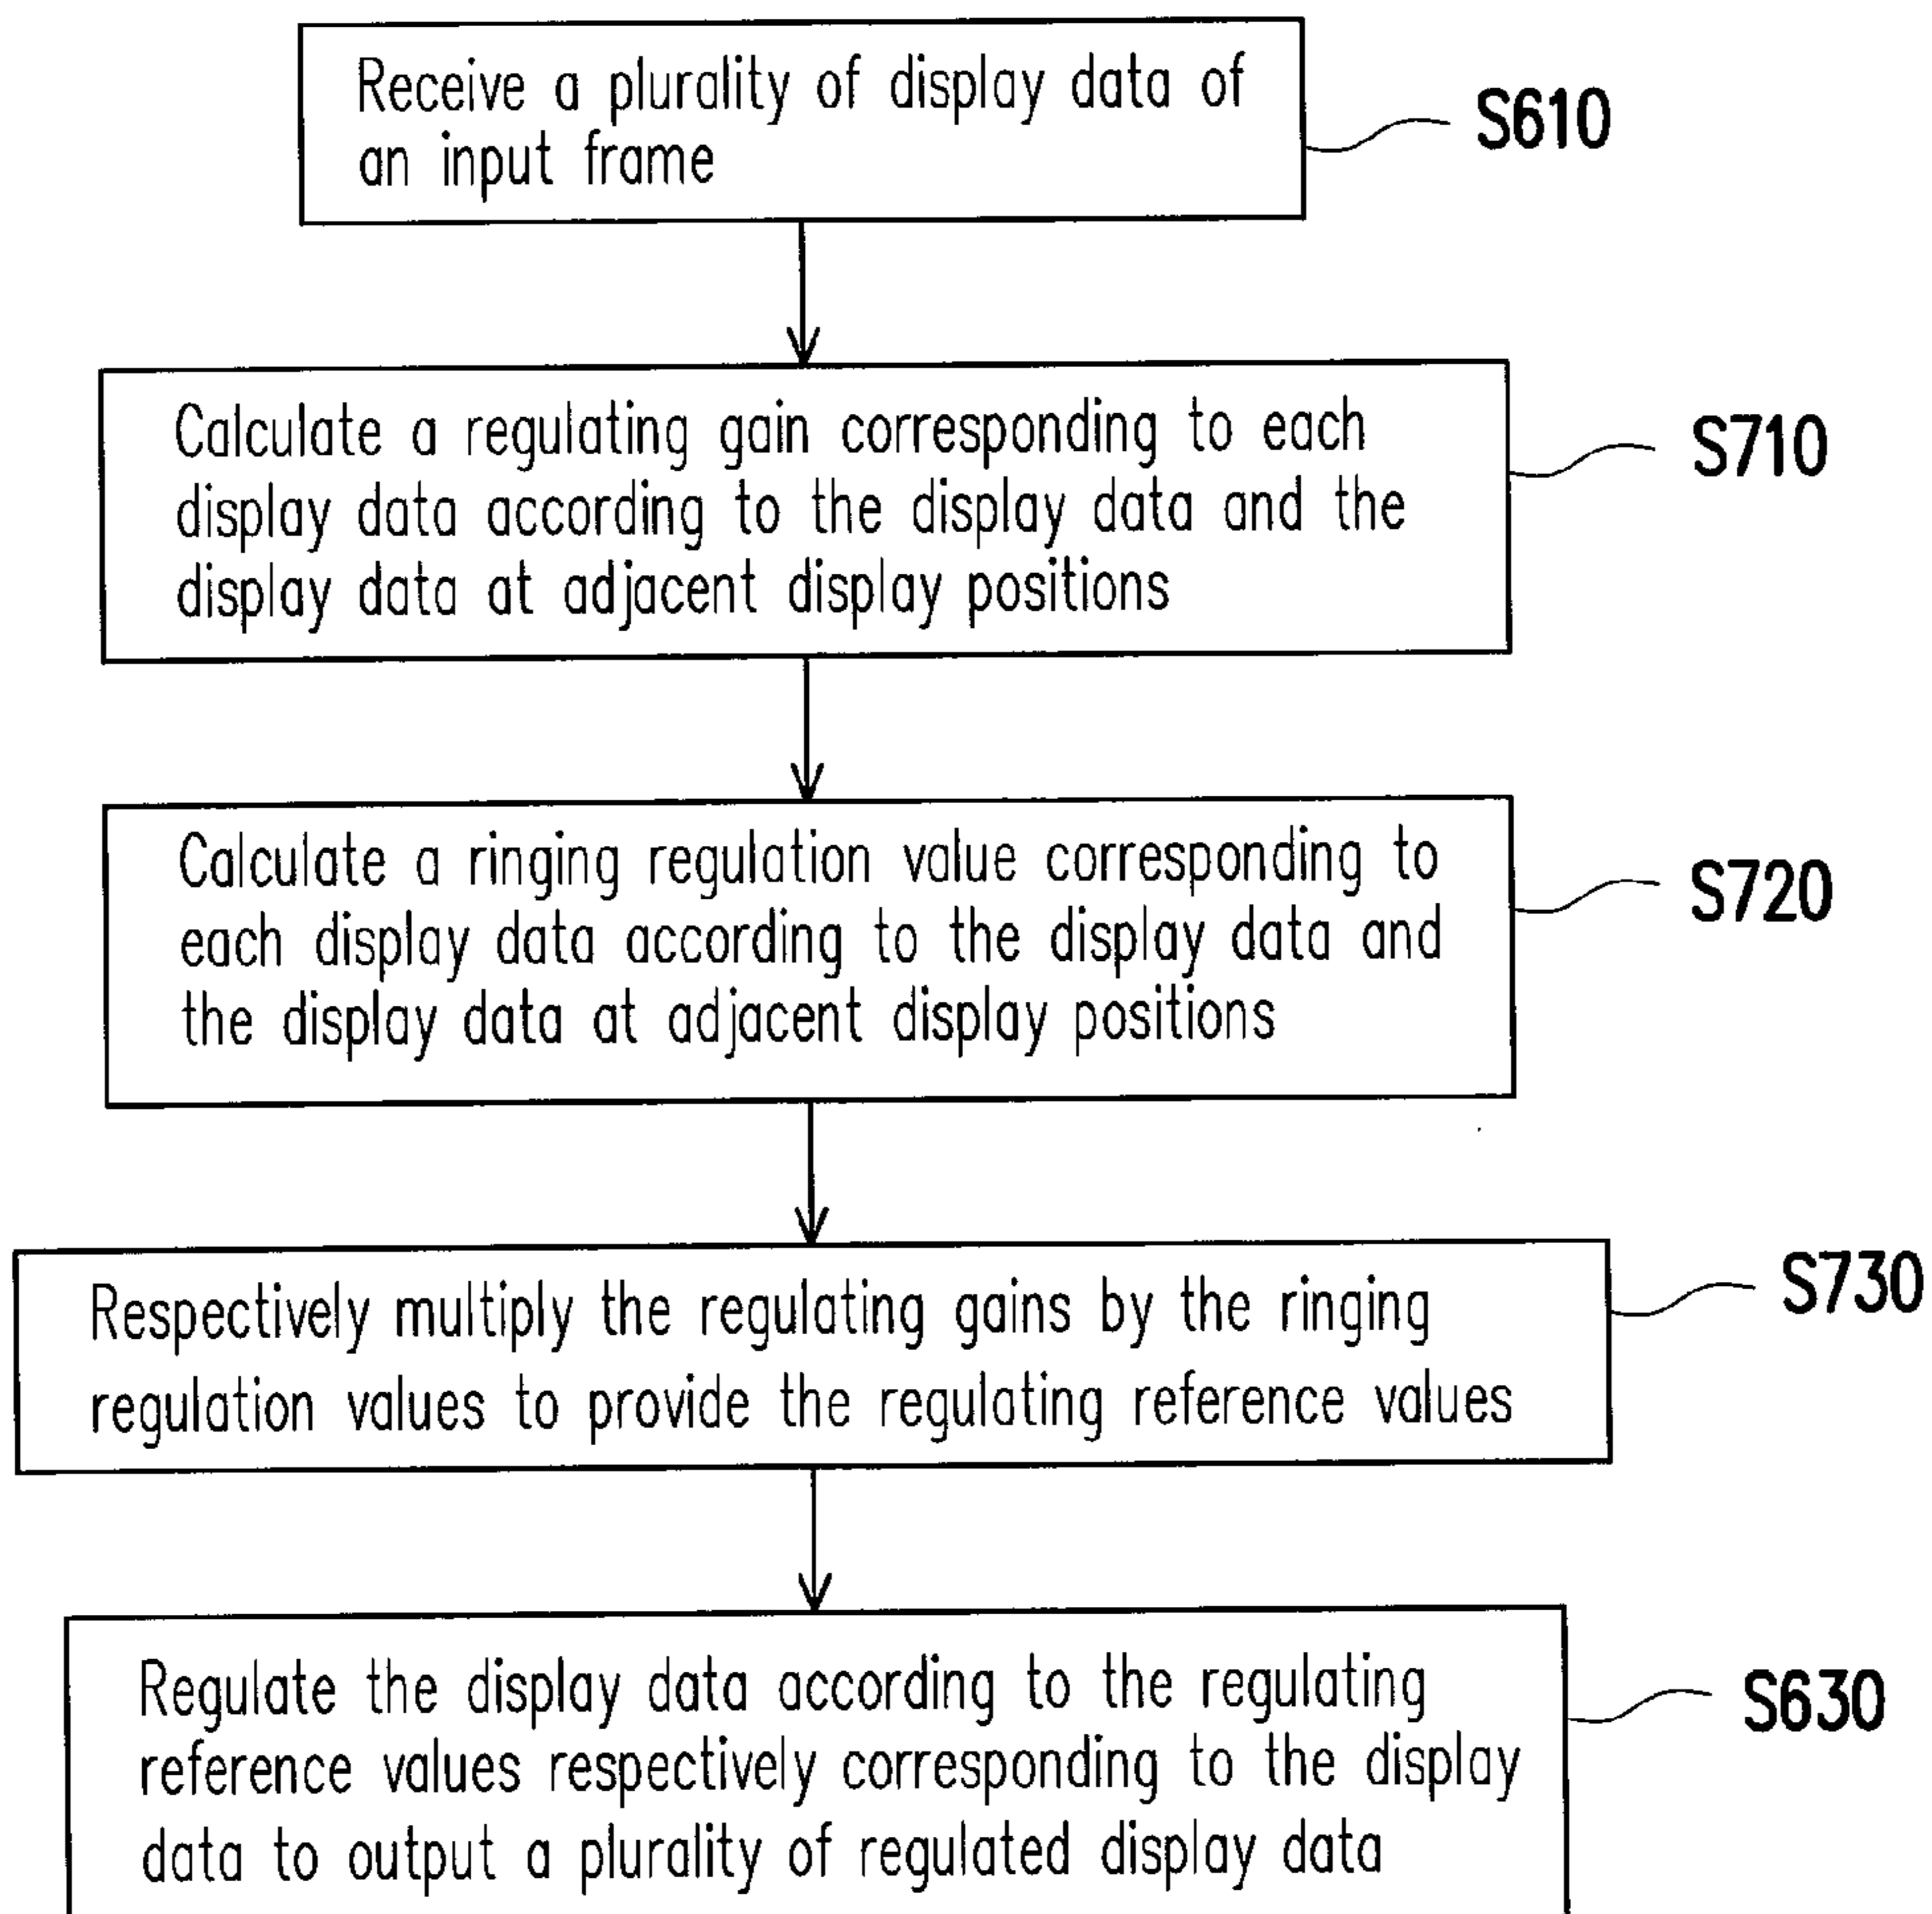 Receive a plurality of display data of
an input frame
S610
Calculate a regulating gain corresponding to each
display data according to the display data and the
display data at adjacent display positions
S710
Calculate a ringing regulation value corresponding to
each display data according to the display data and
the display data at adjacent display positions
S720
Respectively multiply the regulating gains by the ringing
regulation values to provide the regulating reference values
S730
Regulate the display data according to the regulating
reference values respectively corresponding to the display
data to output a plurality of regulated display data
S630